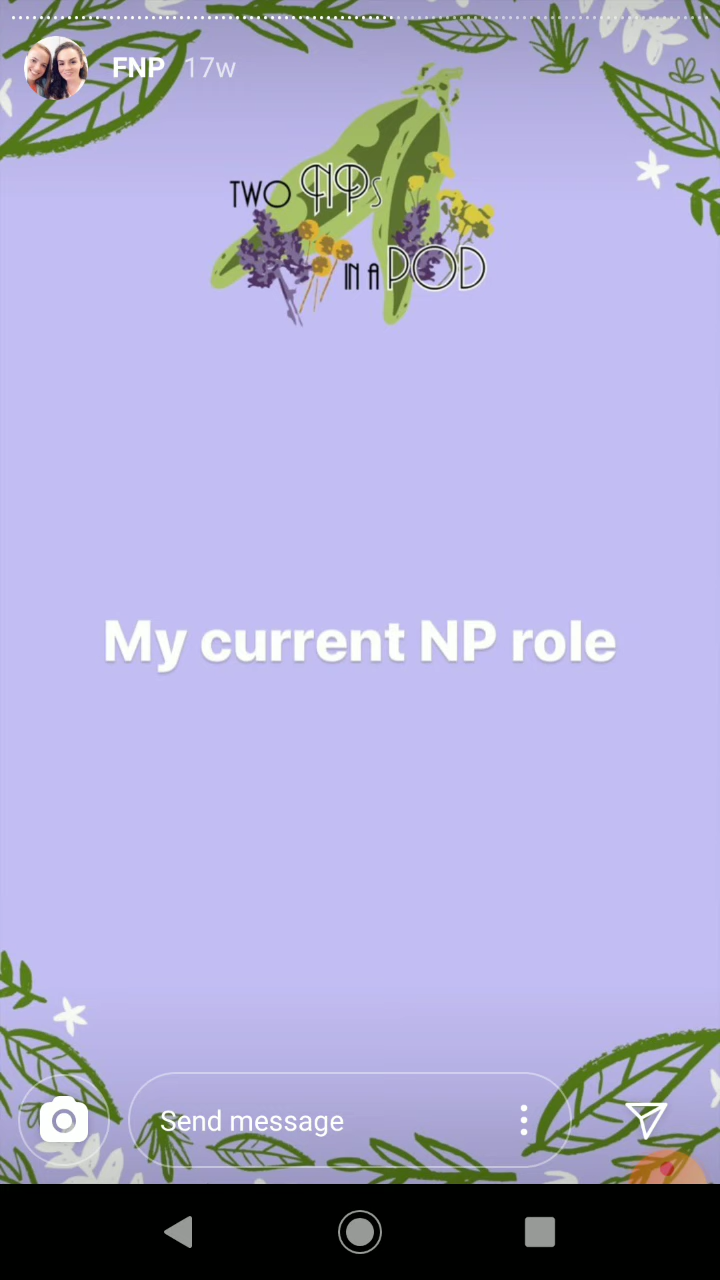 FNP 17w
TWO NPs
IN A POD
My current NP role
Send message